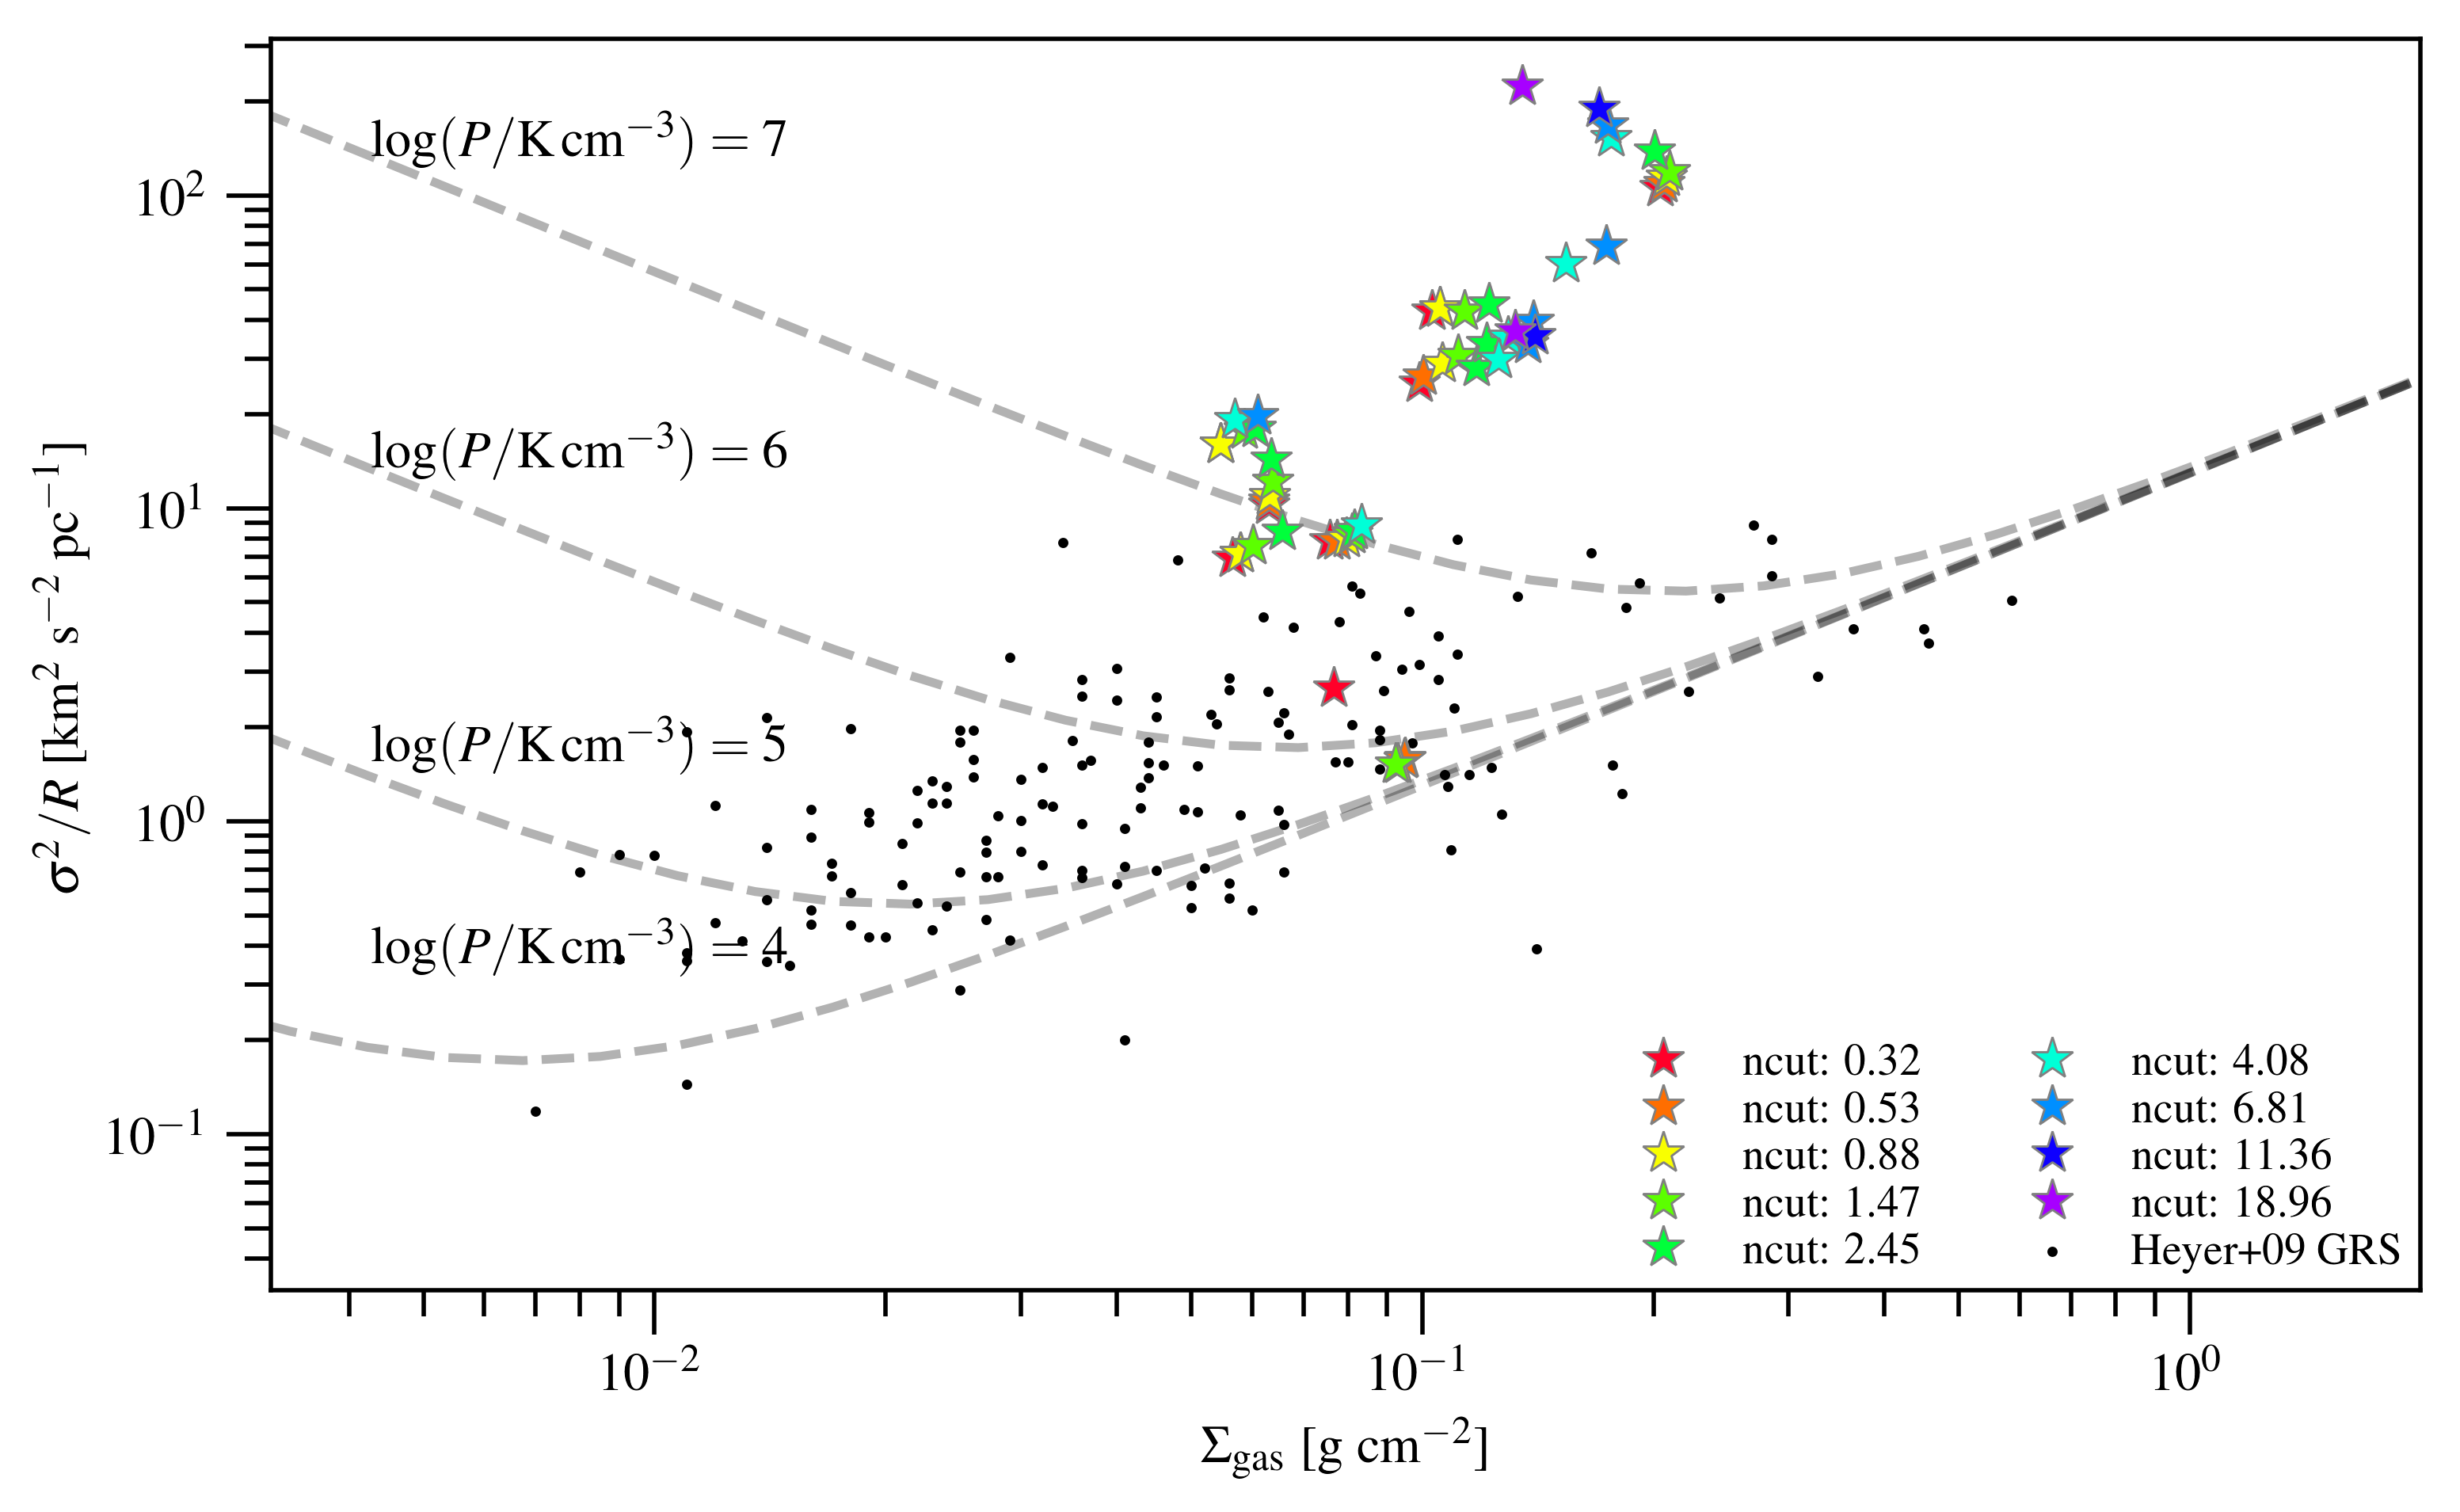 log(P/K cm⁻³) = 7
log(P/K cm⁻³) = 6
log(P/K cm⁻³) = 5
log(P/K cm⁻³) = 4
10²
10¹
10⁰
10⁻¹
σ²/R [km² s⁻² pc⁻¹]
ncut: 0.32
ncut: 0.53
ncut: 0.88
ncut: 1.47
ncut: 2.45
ncut: 4.08
ncut: 6.81
ncut: 11.36
ncut: 18.96
Heyer+09 GRS
10⁻²
10⁻¹
10⁰
Σgas [g cm⁻²]